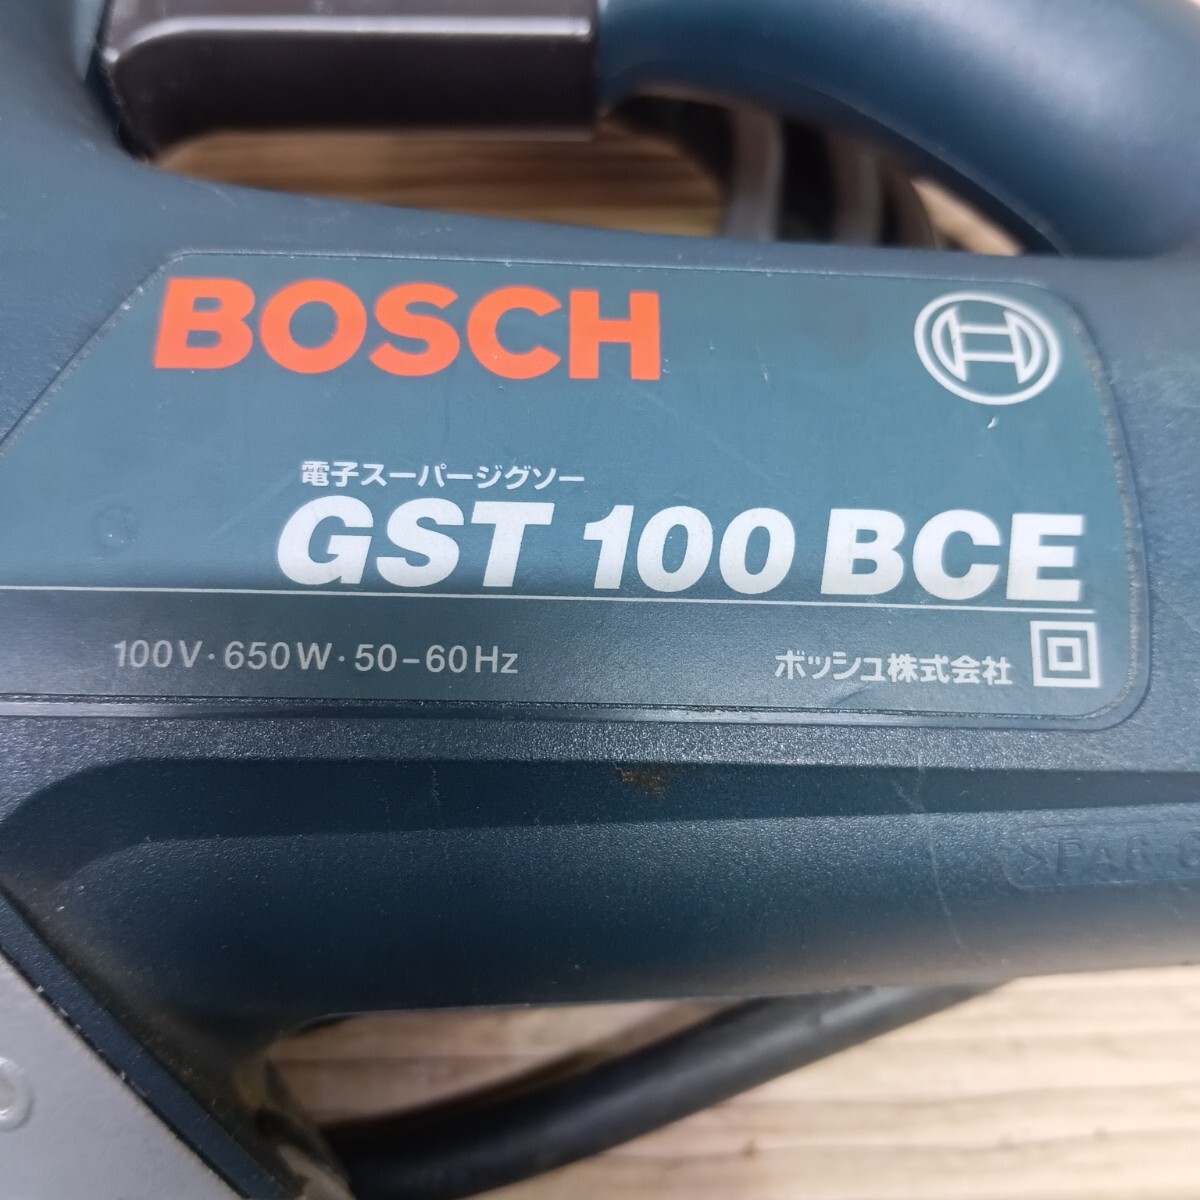 BOSCH
電子スーパージグソー
GST 100 BCE
100V·650W·50-60Hz
ボッシュ株式会社